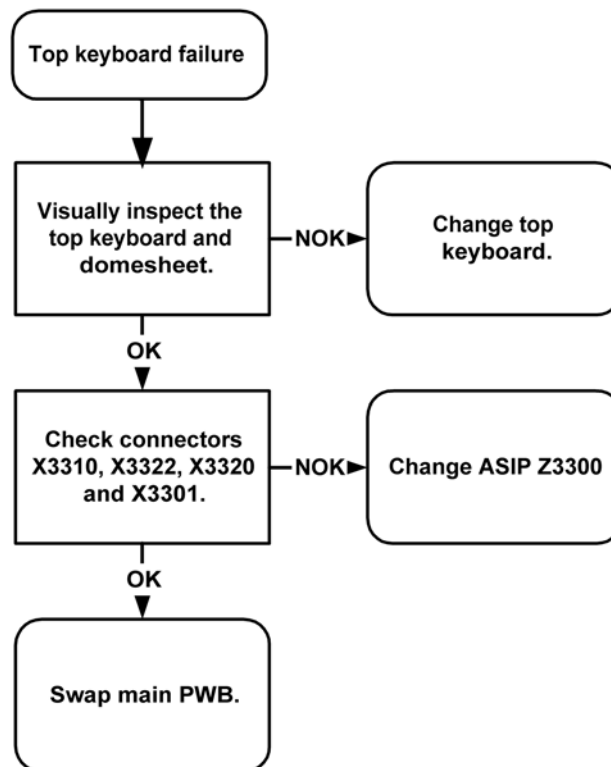 Top keyboard failure
Visually inspect the
top keyboard and
domesheet.
NOK
Change top
keyboard.
OK
Check connectors
X3310, X3322, X3320
and X3301.
NOK
Change ASIP Z3300
OK
Swap main PWB.